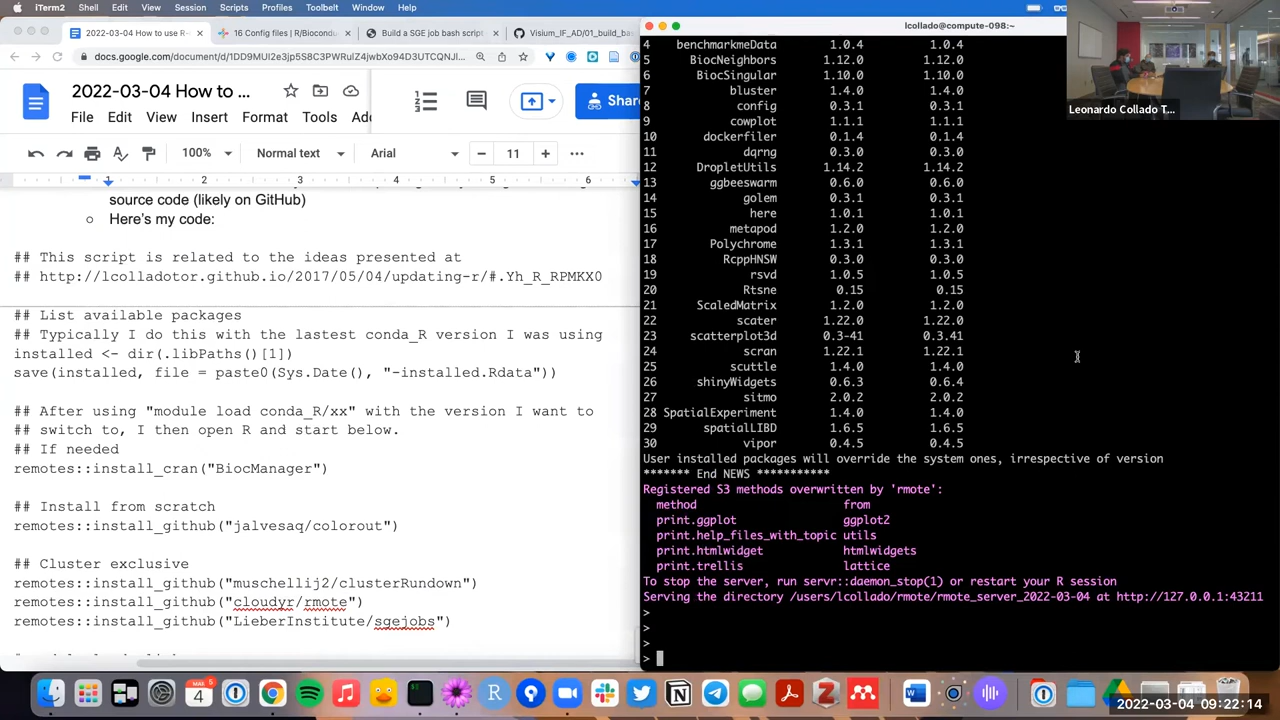 iTerm2 Shell Edit View Session Scripts Profiles Toolbelt Window Help
2022-03-04 How to use R-
16 Config files | R/Biocondu
Build a SGE job bash script
Visium_IF_AD/01_build_ba
docs.google.com/document/d/1DD9MUI2e3jp5S8C3PWRulZ4jwbXo94D3UTCQNJl...
2022-03-04 How to ...
Share
File Edit View Insert Format Tools Add
100% Normal text Arial 11
1 2 3 4 5 6
source code (likely on GitHub)
Here's my code:
## This script is related to the ideas presented at
## http://lcolladotor.github.io/2017/05/04/updating-r/#.Yh_R_RPMKX0
## List available packages
## Typically I do this with the lastest conda_R version I was using
installed <- dir(.libPaths()[1])
save(installed, file = paste0(Sys.Date(), "-installed.Rdata"))
## After using "module load conda_R/xx" with the version I want to
## switch to, I then open R and start below.
## If needed
remotes::install_cran("BiocManager")
## Install from scratch
remotes::install_github("jalvesaq/colorout")
## Cluster exclusive
remotes::install_github("muschellij2/clusterRundown")
remotes::install_github("cloudyr/rmote")
remotes::install_github("LieberInstitute/sgejobs")
lcollado@compute-098:~
4 benchmarkmeData 1.0.4 1.0.4
5 BiocNeighbors 1.12.0 1.12.0
6 BiocSingular 1.10.0 1.10.0
7 bluster 1.4.0 1.4.0
8 config 0.3.1 0.3.1
9 cowplot 1.1.1 1.1.1
10 dockerfiler 0.1.4 0.1.4
11 dqrng 0.3.0 0.3.0
12 DropletUtils 1.14.2 1.14.2
13 ggbeeswarm 0.6.0 0.6.0
14 golem 0.3.1 0.3.1
15 here 1.0.1 1.0.1
16 metapod 1.2.0 1.2.0
17 Polychrome 1.3.1 1.3.1
18 RcppHNSW 0.3.0 0.3.0
19 rsvd 1.0.5 1.0.5
20 Rtsne 0.15 0.15
21 ScaledMatrix 1.2.0 1.2.0
22 scater 1.22.0 1.22.0
23 scatterplot3d 0.3-41 0.3.41
24 scran 1.22.1 1.22.1
25 scuttle 1.4.0 1.4.0
26 shinyWidgets 0.6.3 0.6.4
27 sitmo 2.0.2 2.0.2
28 SpatialExperiment 1.4.0 1.4.0
29 spatialLIBD 1.6.5 1.6.5
30 vipor 0.4.5 0.4.5
User installed packages will override the system ones, irrespective of version
******* End NEWS ***********
Registered S3 methods overwritten by 'rmote':
method from
print.ggplot ggplot2
print.help_files_with_topic utils
print.htmlwidget htmlwidgets
print.trellis lattice
To stop the server, run servr::daemon_stop(1) or restart your R session
Serving the directory /users/lcollado/rmote/rmote_server_2022-03-04 at http://127.0.0.1:43211
>
>
>
>
Leonardo Collado T...
MAR
4
2022-03-04 09:22:14